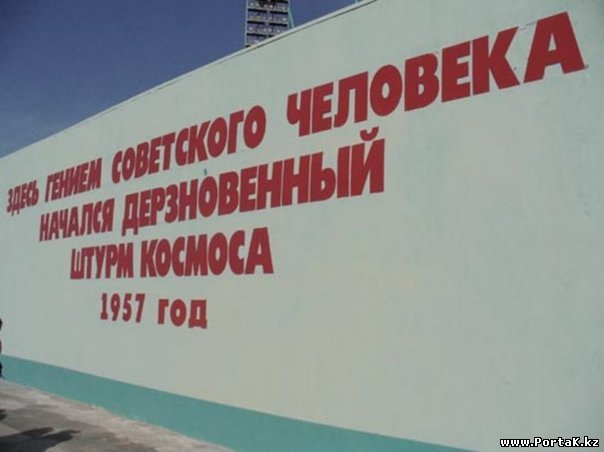 ЗДЕСЬ ГЕНИЕМ СОВЕТСКОГО ЧЕЛОВЕКА
НАЧАЛСЯ ДЕРЗНОВЕННЫЙ
ШТУРМ КОСМОСА
1957 ГОД
www.PortaK.kz